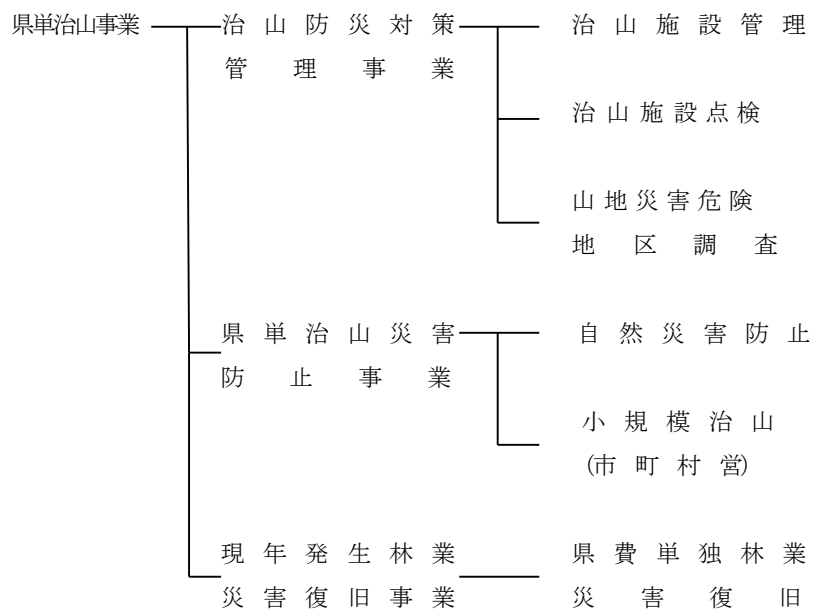 県単治山事業
治山防災対策
管理事業
治山施設管理
治山施設点検
山地災害危険
地区調査
県単治山災害
防止事業
自然災害防止
小規模治山
(市町村営)
現年発生林業
災害復旧事業
県費単独林業
災害復旧